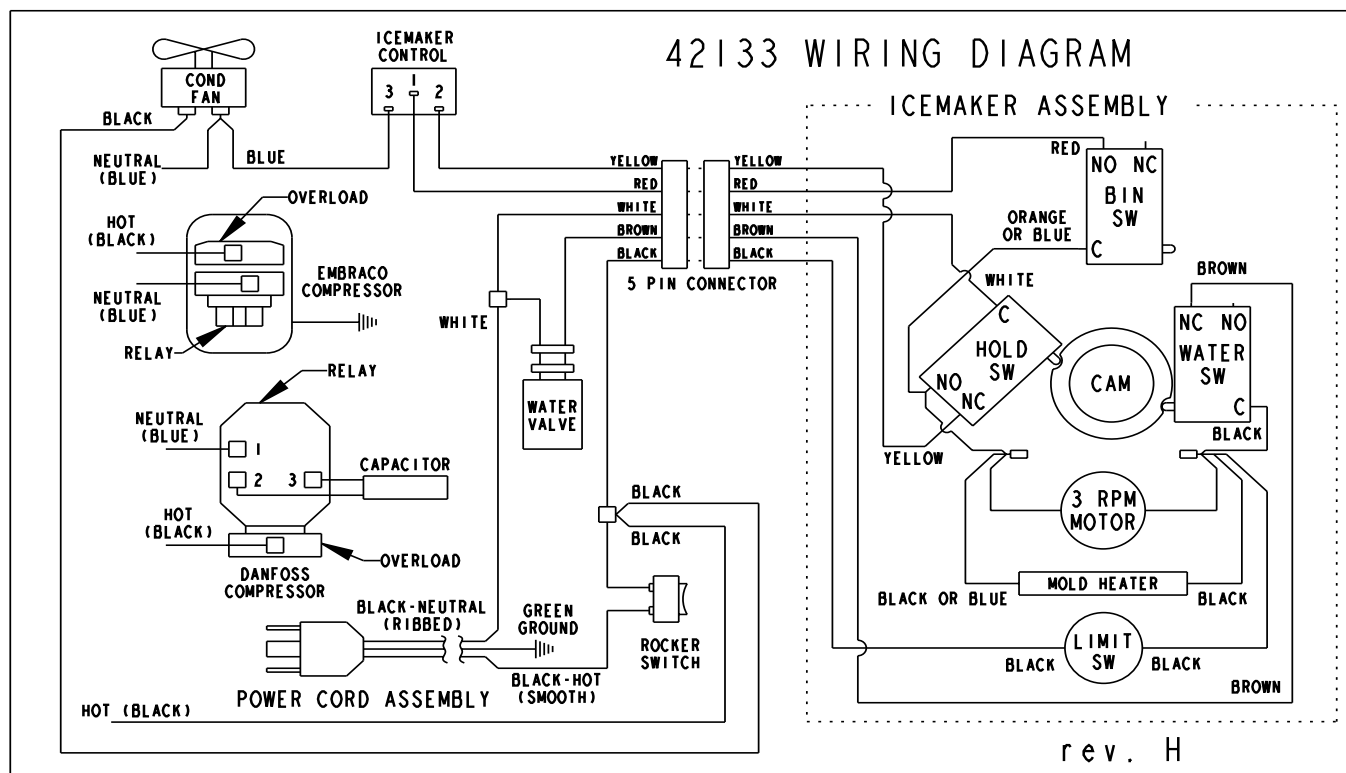 42133 WIRING DIAGRAM
COND
FAN
BLACK
NEUTRAL
(BLUE)
BLUE
ICEMAKER
CONTROL
3
1
2
OVERLOAD
HOT
(BLACK)
NEUTRAL
(BLUE)
EMBRACO
COMPRESSOR
RELAY
RELAY
NEUTRAL
(BLUE)
1
2
3
CAPACITOR
HOT
(BLACK)
OVERLOAD
DANFOSS
COMPRESSOR
YELLOW
RED
WHITE
BROWN
BLACK
YELLOW
RED
WHITE
BROWN
BLACK
5 PIN CONNECTOR
WHITE
WATER
VALVE
BLACK
BLACK
BLACK-NEUTRAL
(RIBBED)
GREEN
GROUND
ROCKER
SWITCH
BLACK-HOT
(SMOOTH)
POWER CORD ASSEMBLY
HOT (BLACK)
ICEMAKER ASSEMBLY
RED
NO NC
BIN
SW
C
ORANGE
OR BLUE
WHITE
C
HOLD
SW
NO
NC
CAM
BROWN
NC NO
WATER
SW
C
BLACK
YELLOW
3 RPM
MOTOR
MOLD HEATER
BLACK OR BLUE
BLACK
LIMIT
SW
BLACK
BLACK
BROWN
rev. H